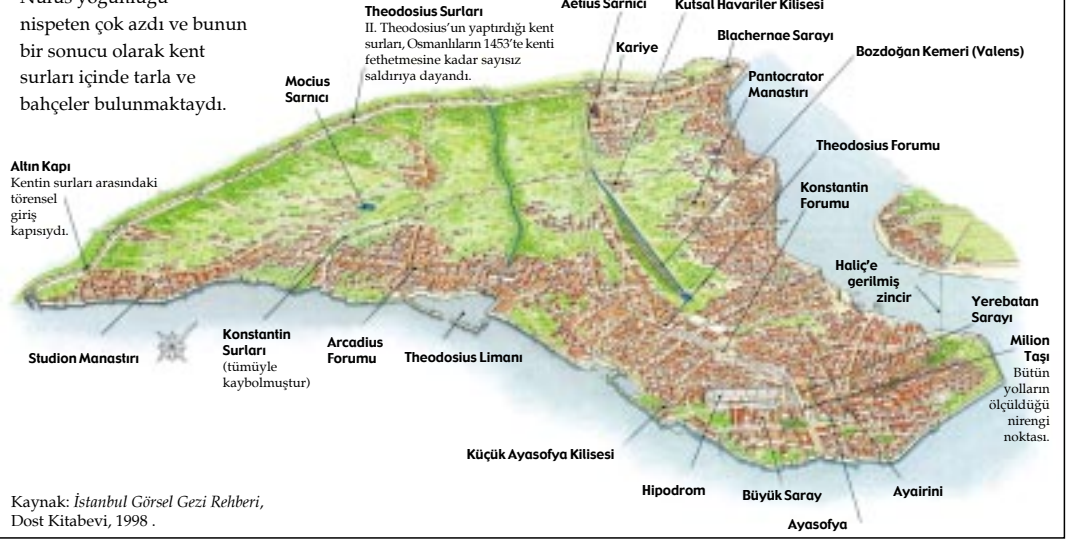 Nüfus yoğunluğu
nispeten çok azdı ve bunun
bir sonucu olarak kent
surları içinde tarla ve
bahçeler bulunmaktaydı.
Theodosius Surları
II. Theodosius'un yaptırdığı kent
surları, Osmanlıların 1453'te kenti
fethetmesine kadar sayısız
saldırıya dayandı.
Aetius Sarnıcı
Kutsal Havariler Kilisesi
Kariye
Blachernae Sarayı
Bozdoğan Kemeri (Valens)
Pantocrator
Manastırı
Mocius
Sarnıcı
Theodosius Forumu
Altın Kapı
Kentin surları arasındaki
törensel
giriş
kapısıydı.
Konstantin
Forumu
Haliç'e
gerilmiş
zincir
Yerebatan
Sarayı
Milion
Taşı
Bütün
yolların
ölçüldüğü
nirengi
noktası.
Studion Manastırı
Konstantin
Surları
(tümüyle
kaybolmuştur)
Arcadius
Forumu
Theodosius Limanı
Küçük Ayasofya Kilisesi
Hipodrom
Büyük Saray
Ayasofya
Ayairini
Kaynak: İstanbul Görsel Gezi Rehberi,
Dost Kitabevi, 1998 .